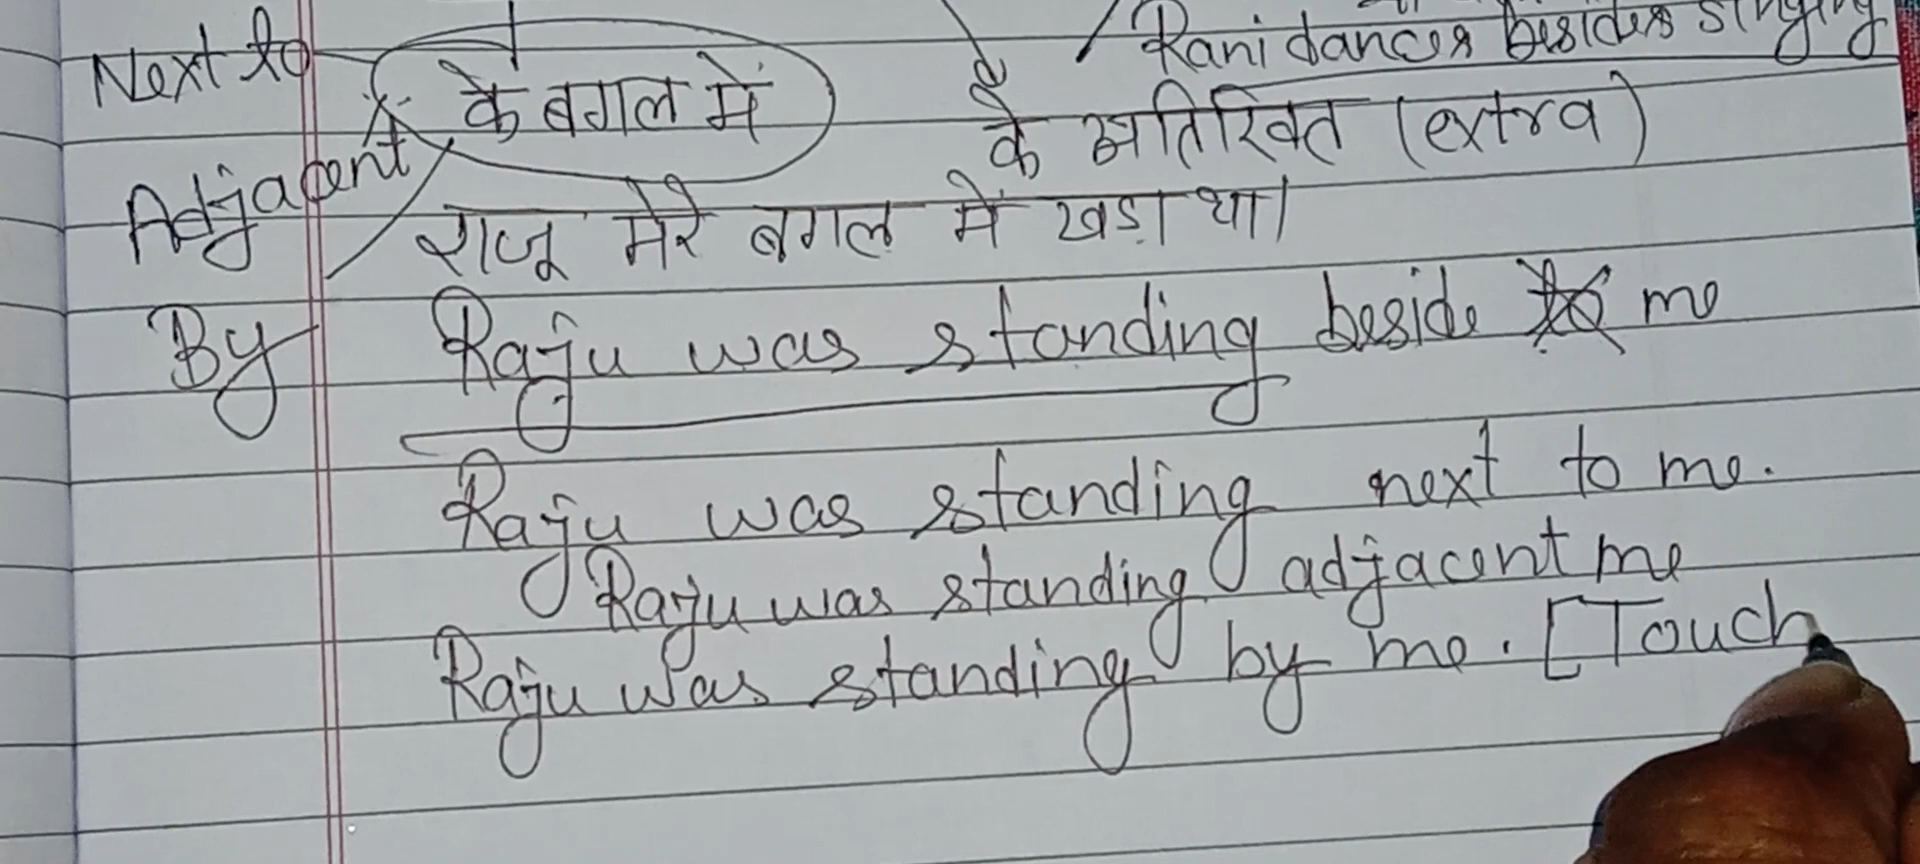 Rani dances besides singing
Next to
के बगल में
के अतिरिक्त (extra)
Adjacent
राजू मेरे बगल में खड़ा था।
By
Raju was standing beside to me
Raju was standing next to me.
Raju was standing adjacent me
Raju was standing by me. [Touch